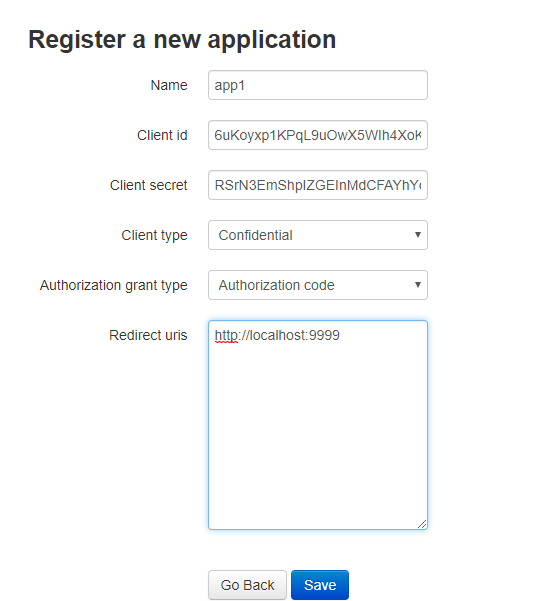 Register a new application
Name app1
Client id 6uKoyxp1KPqL9uOwX5WIh4XoK
Client secret RSrN3EmShpIZGEInMdCFAYhY
Client type Confidential
Authorization grant type Authorization code
Redirect uris http://localhost:9999
Go Back Save